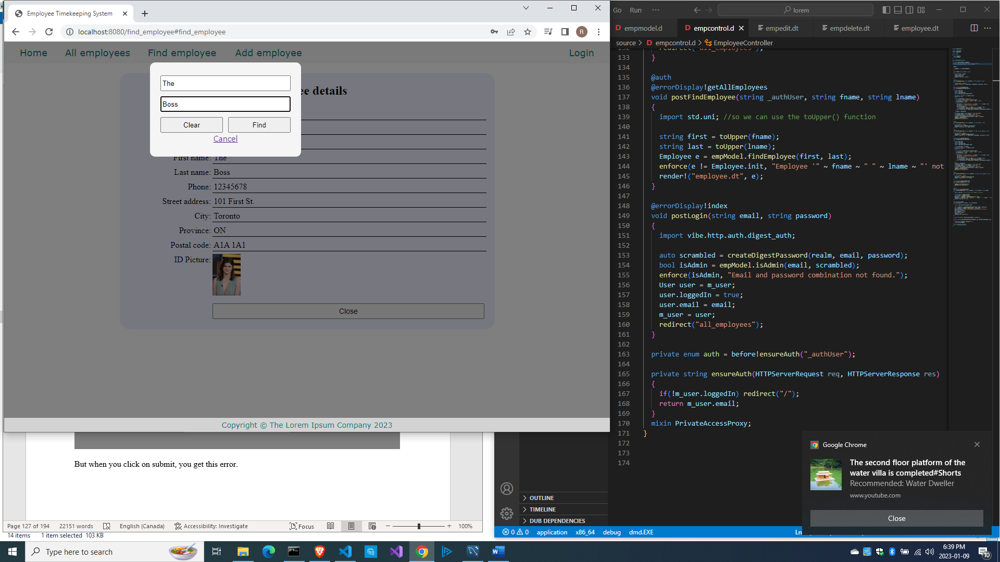 Employee Timekeeping System
localhost:8080/find_employee#find_employee
R
Home All employees Find employee Add employee Login
The
ee details
Boss
Clear Find
Cancel
First name: The
Last name: Boss
Phone: 12345678
Street address: 101 First St.
City: Toronto
Province: ON
Postal code: A1A 1A1
ID Picture:
Close
Copyright © The Lorem Ipsum Company 2023
But when you click on submit, you get this error.
Page 127 of 194 22151 words English (Canada) Accessibility: Investigate Focus 100%
14 items 1 item selected 103 KB
Go Run ··· lorem
empmodel.d empcontrol.d empedit.dt empdelete.dt employee.dt
source > empcontrol.d > EmployeeController
132 redirect("all_employees");
133 }
134
135 @auth
136 @errorDisplay!getAllEmployees
137 void postFindEmployee(string _authUser, string fname, string lname)
138 {
139 import std.uni; //so we can use the toUpper() function
140
141 string first = toUpper(fname);
142 string last = toUpper(lname);
143 Employee e = empModel.findEmployee(first, last);
144 enforce(e != Employee.init, "Employee '" ~ fname ~ " " ~ lname ~ "' not
145 render!("employee.dt", e);
146 }
147
148 @errorDisplay!index
149 void postLogin(string email, string password)
150 {
151 import vibe.http.auth.digest_auth;
152
153 auto scrambled = createDigestPassword(realm, email, password);
154 bool isAdmin = empModel.isAdmin(email, scrambled);
155 enforce(isAdmin, "Email and password combination not found.");
156 User user = m_user;
157 user.loggedIn = true;
158 user.email = email;
159 m_user = user;
160 redirect("all_employees");
161 }
162
163 private enum auth = before!ensureAuth("_authUser");
164
165 private string ensureAuth(HTTPServerRequest req, HTTPServerResponse res)
166 {
167 if(!m_user.loggedIn) redirect("/");
168 return m_user.email;
169 }
170 mixin PrivateAccessProxy;
171 }
172
173
174
OUTLINE
TIMELINE
DUB DEPENDENCIES
0 0 application x86_64 debug dmd.EXE Ln
Google Chrome
The second floor platform of the
water villa is completed#Shorts
Recommended: Water Dweller
www.youtube.com
Close
Type here to search
6:39 PM
2023-01-09
10